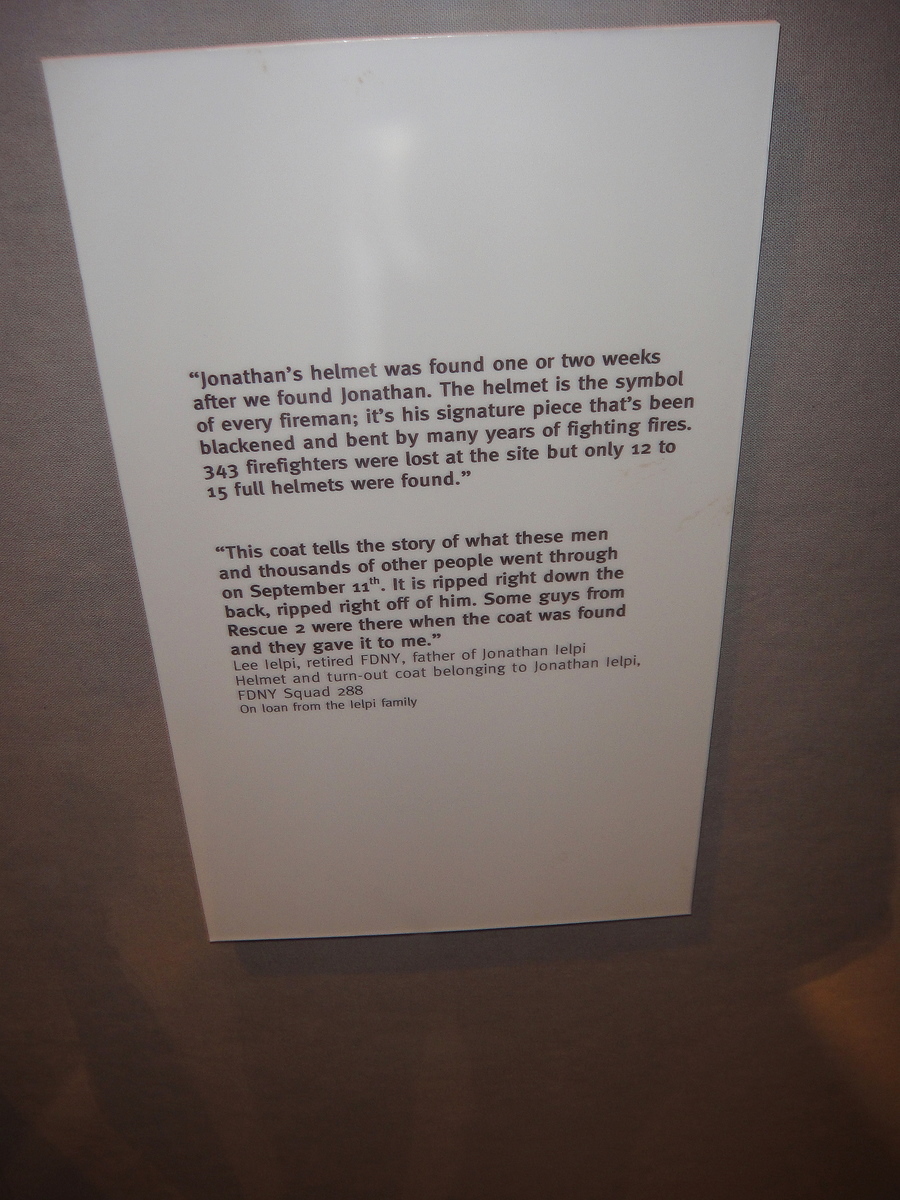 “Jonathan’s helmet was found one or two weeks
after we found Jonathan. The helmet is the symbol
of every fireman; it’s his signature piece that’s been
blackened and bent by many years of fighting fires.
343 firefighters were lost at the site but only 12 to
15 full helmets were found.”
“This coat tells the story of what these men
and thousands of other people went through
on September 11th. It is ripped right down the
back, ripped right off of him. Some guys from
Rescue 2 were there when the coat was found
and they gave it to me.”
Lee Ielpi, retired FDNY, father of Jonathan Ielpi
Helmet and turn-out coat belonging to Jonathan Ielpi,
FDNY Squad 288
On loan from the Ielpi family